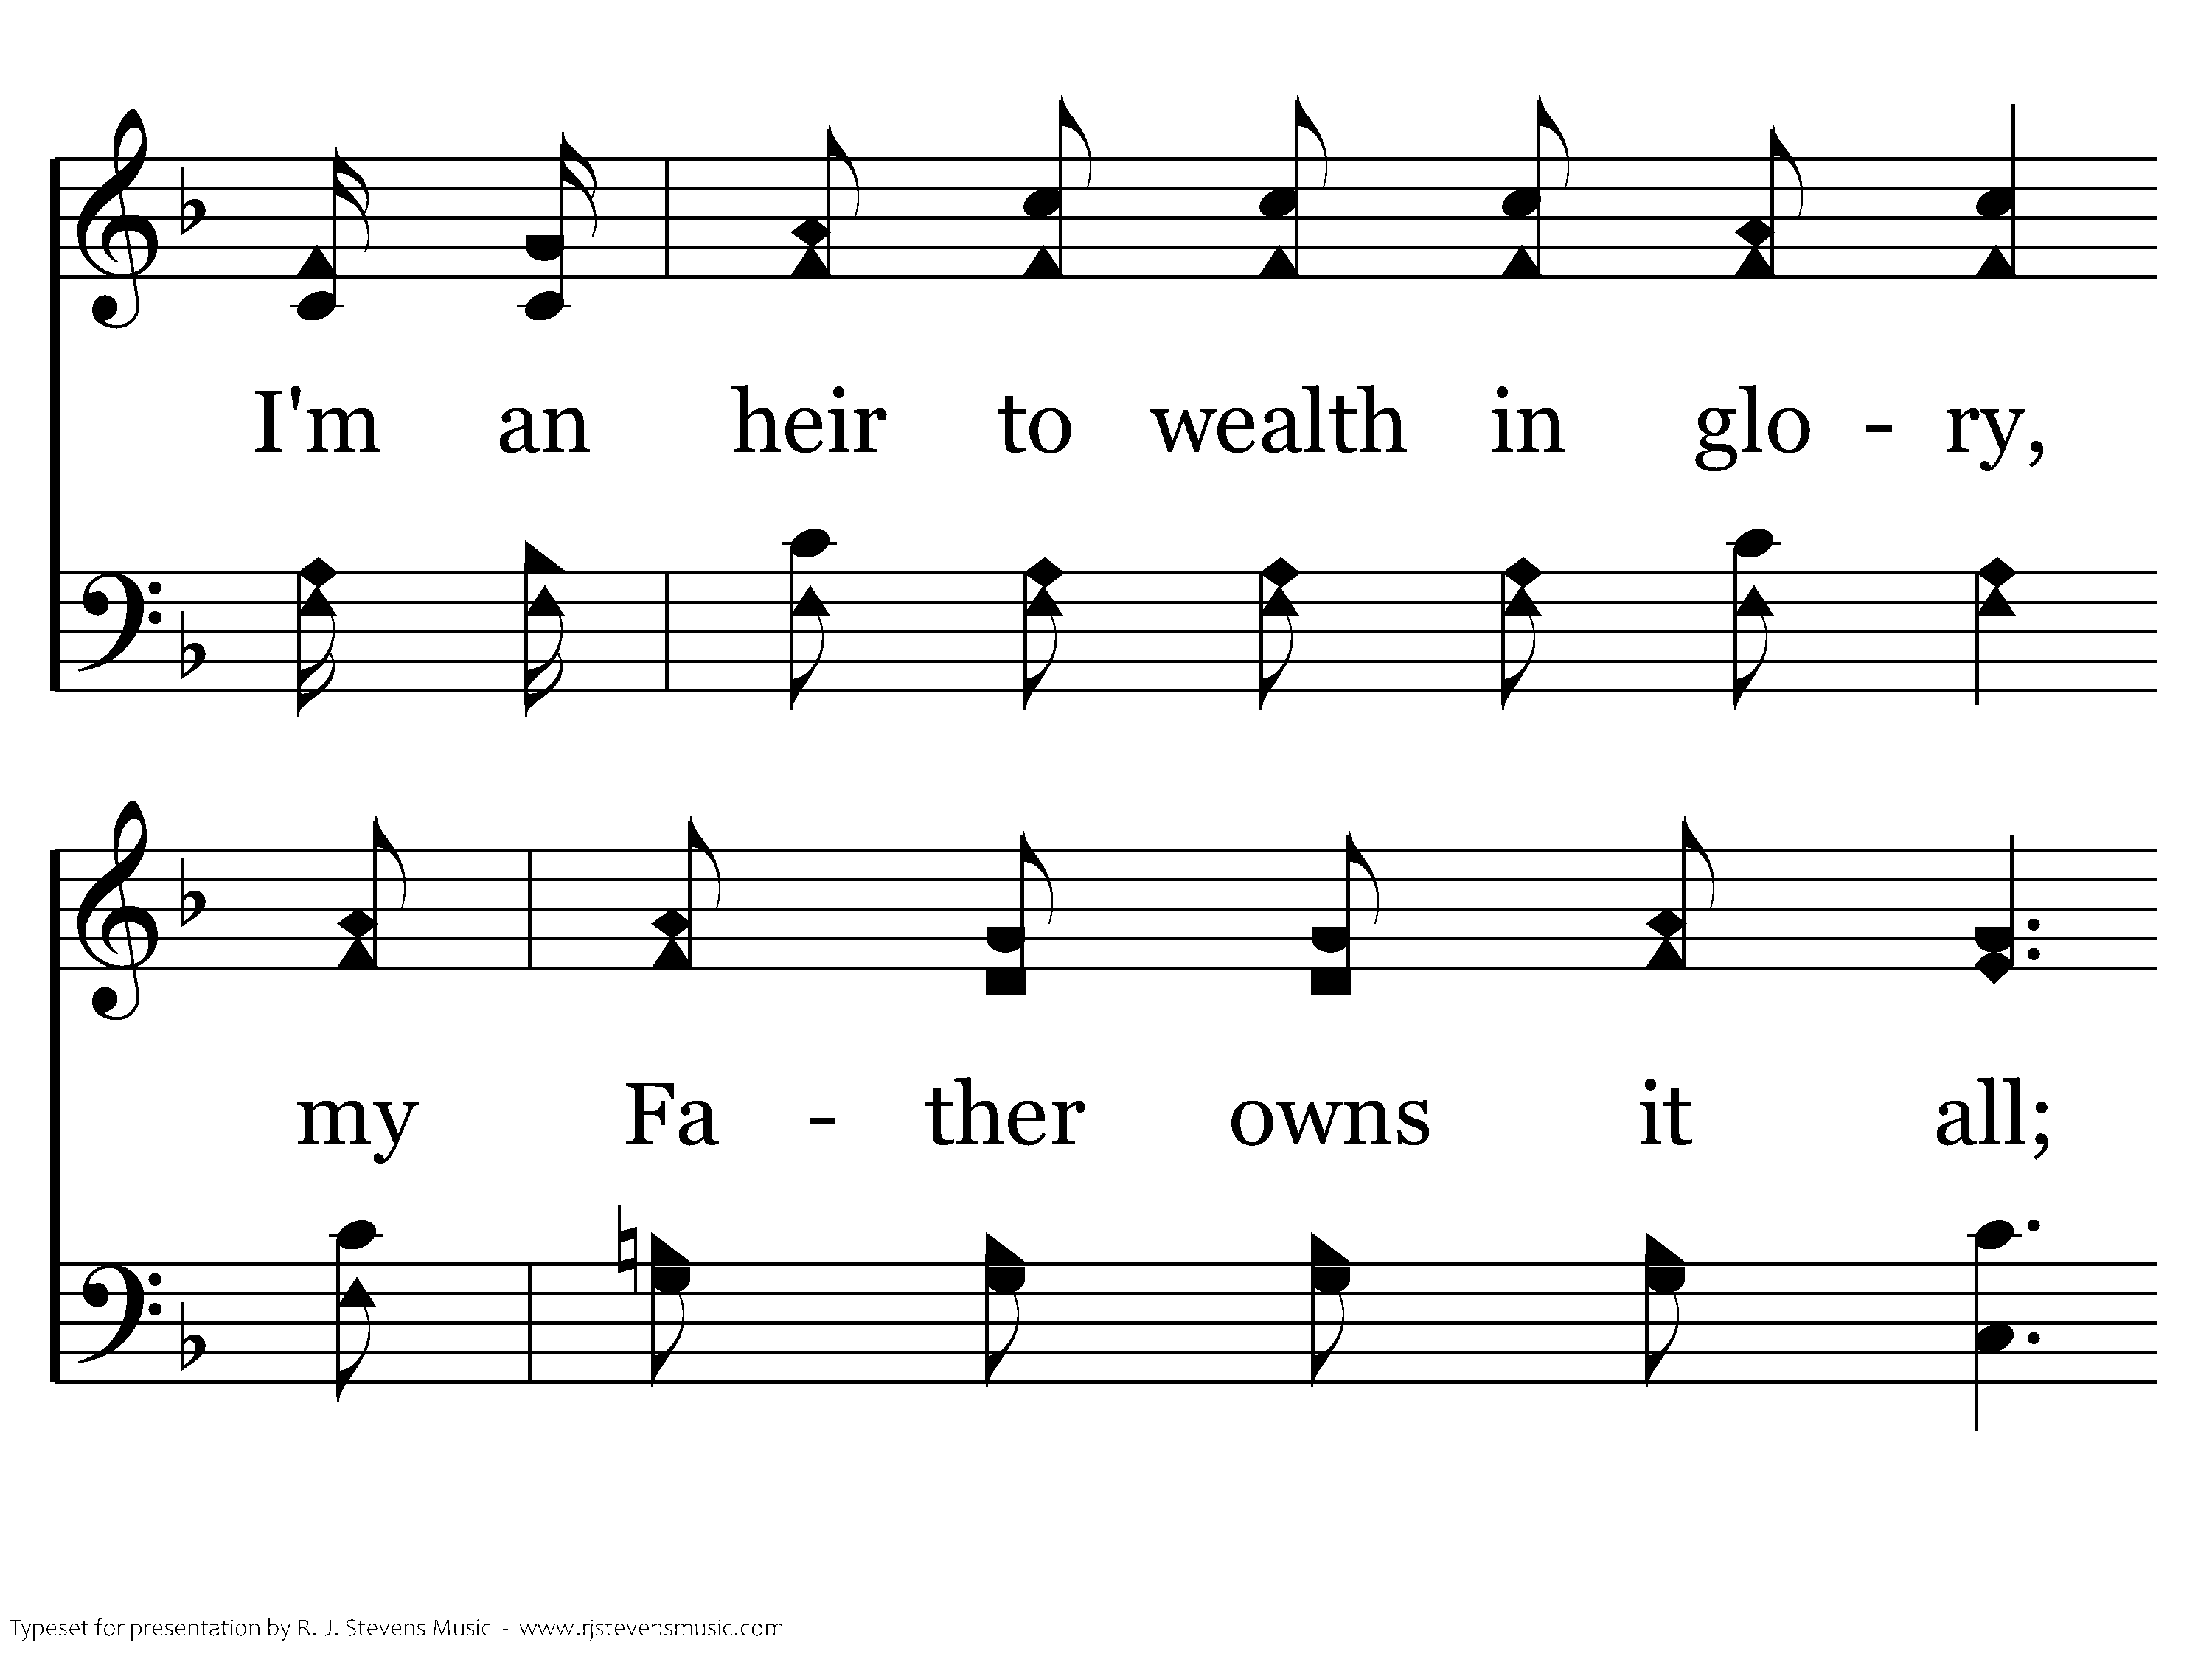 I'm an heir to wealth in glo - ry,
my Fa - ther owns it all;
Typeset for presentation by R. J. Stevens Music - www.rjstevensmusic.com